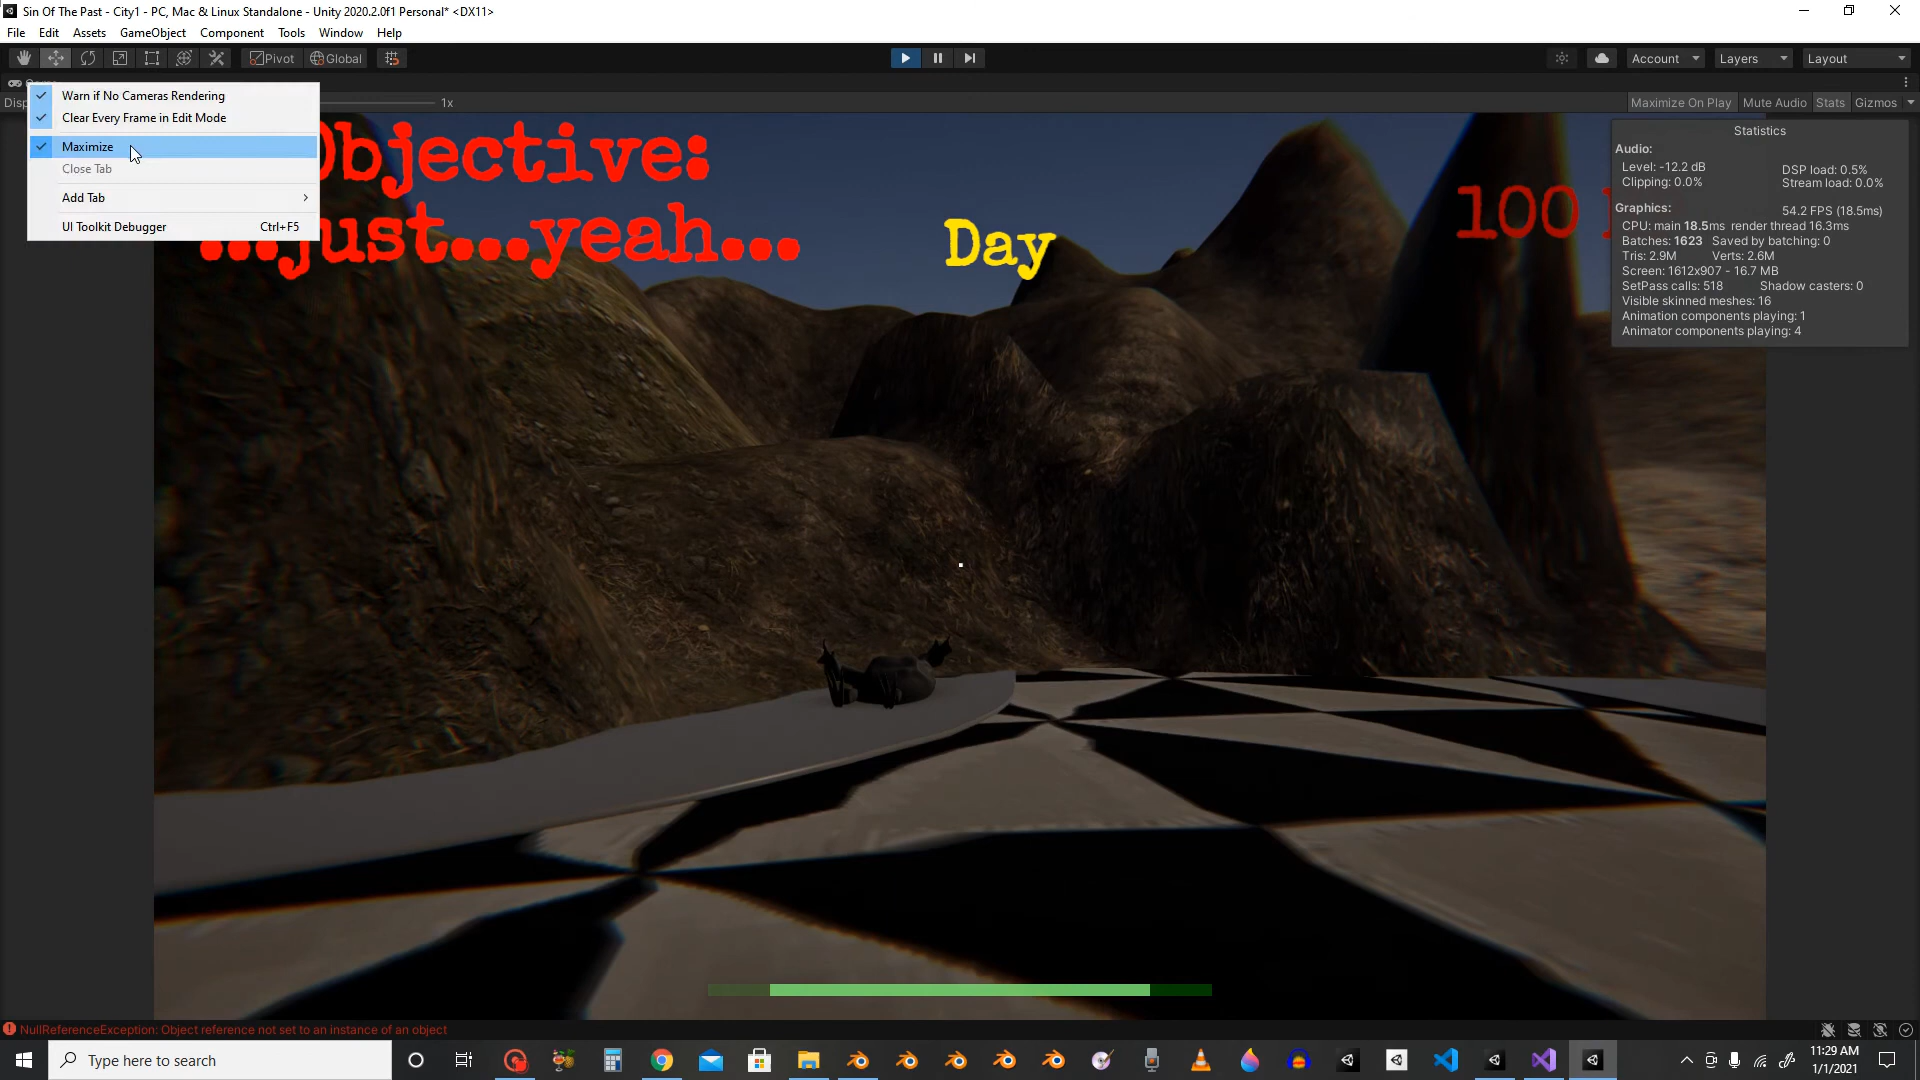 Sin Of The Past - City1 - PC, Mac & Linux Standalone - Unity 2020.2.0f1 Personal* <DX11>
File Edit Assets GameObject Component Tools Window Help
Pivot Global Account Layers Layout
1x Maximize On Play Mute Audio Stats Gizmos
Warn if No Cameras Rendering
Clear Every Frame in Edit Mode
Maximize
Close Tab
Add Tab
UI Toolkit Debugger Ctrl+F5
Objective:
...just...yeah...
Day
100
Statistics
Audio:
Level: -12.2 dB DSP load: 0.5%
Clipping: 0.0% Stream load: 0.0%
Graphics: 54.2 FPS (18.5ms)
CPU: main 18.5ms render thread 16.3ms
Batches: 1623 Saved by batching: 0
Tris: 2.9M Verts: 2.6M
Screen: 1612x907 - 16.7 MB
SetPass calls: 518 Shadow casters: 0
Visible skinned meshes: 16
Animation components playing: 1
Animator components playing: 4
NullReferenceException: Object reference not set to an instance of an object
Type here to search
11:29 AM
1/1/2021